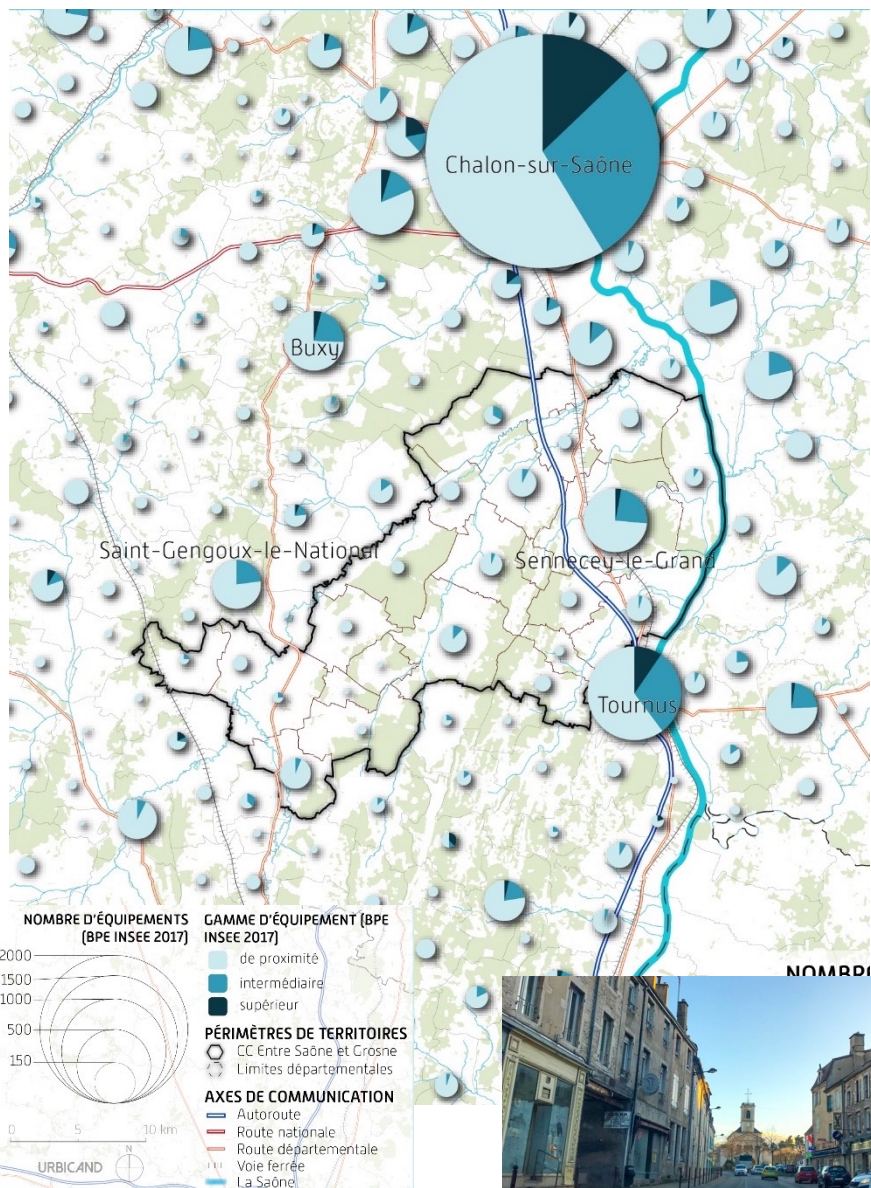 Chalon-sur-Saône
Buxy
Saint-Gengoux-le-National
Sennecey-le-Grand
Tournus
NOMBRE D'ÉQUIPEMENTS
(BPE INSEE 2017)
2000
1500
1000
500
150
0 5 10 km
N
URBICAND
GAMME D'ÉQUIPEMENT (BPE
INSEE 2017)
de proximité
intermédiaire
supérieur
PÉRIMÈTRES DE TERRITOIRES
CC Entre Saône et Grosne
Limites départementales
AXES DE COMMUNICATION
Autoroute
Route nationale
Route départementale
Voie ferrée
La Saône